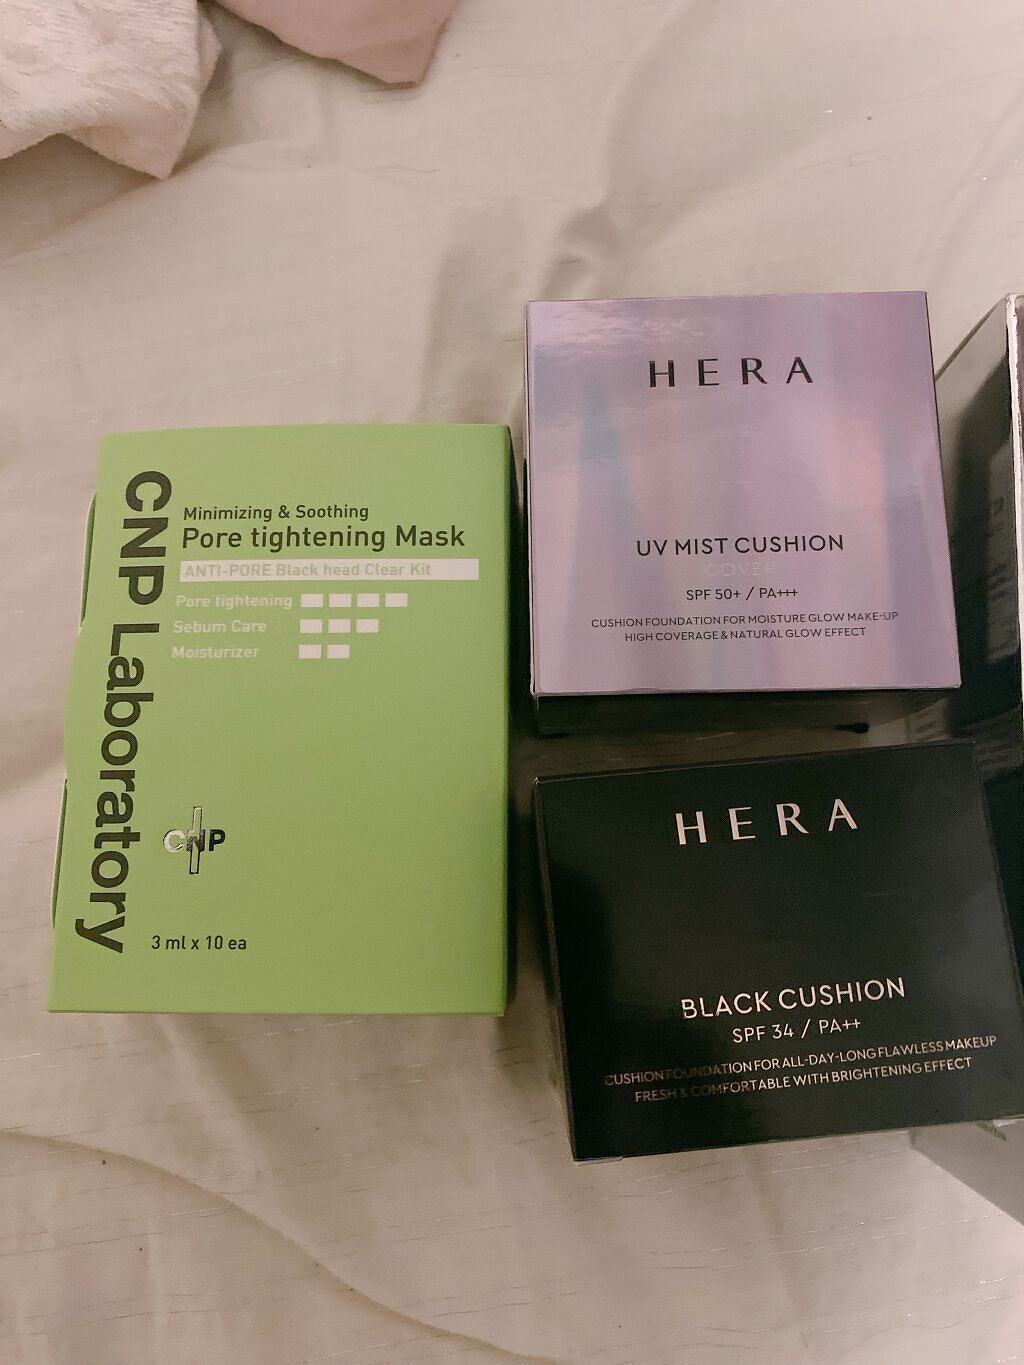 CNP Laboratory
Minimizing & Soothing
Pore tightening Mask
ANTI-PORE Black head Clear Kit
Pore tightening
Sebum Care
Moisturizer
CNP
3 ml x 10 ea
HERA
UV MIST CUSHION
COVER
SPF 50+ / PA+++
CUSHION FOUNDATION FOR MOISTURE GLOW MAKE-UP
HIGH COVERAGE & NATURAL GLOW EFFECT
HERA
BLACK CUSHION
SPF 34 / PA++
CUSHION FOUNDATION FOR ALL-DAY-LONG FLAWLESS MAKEUP
FRESH & COMFORTABLE WITH BRIGHTENING EFFECT